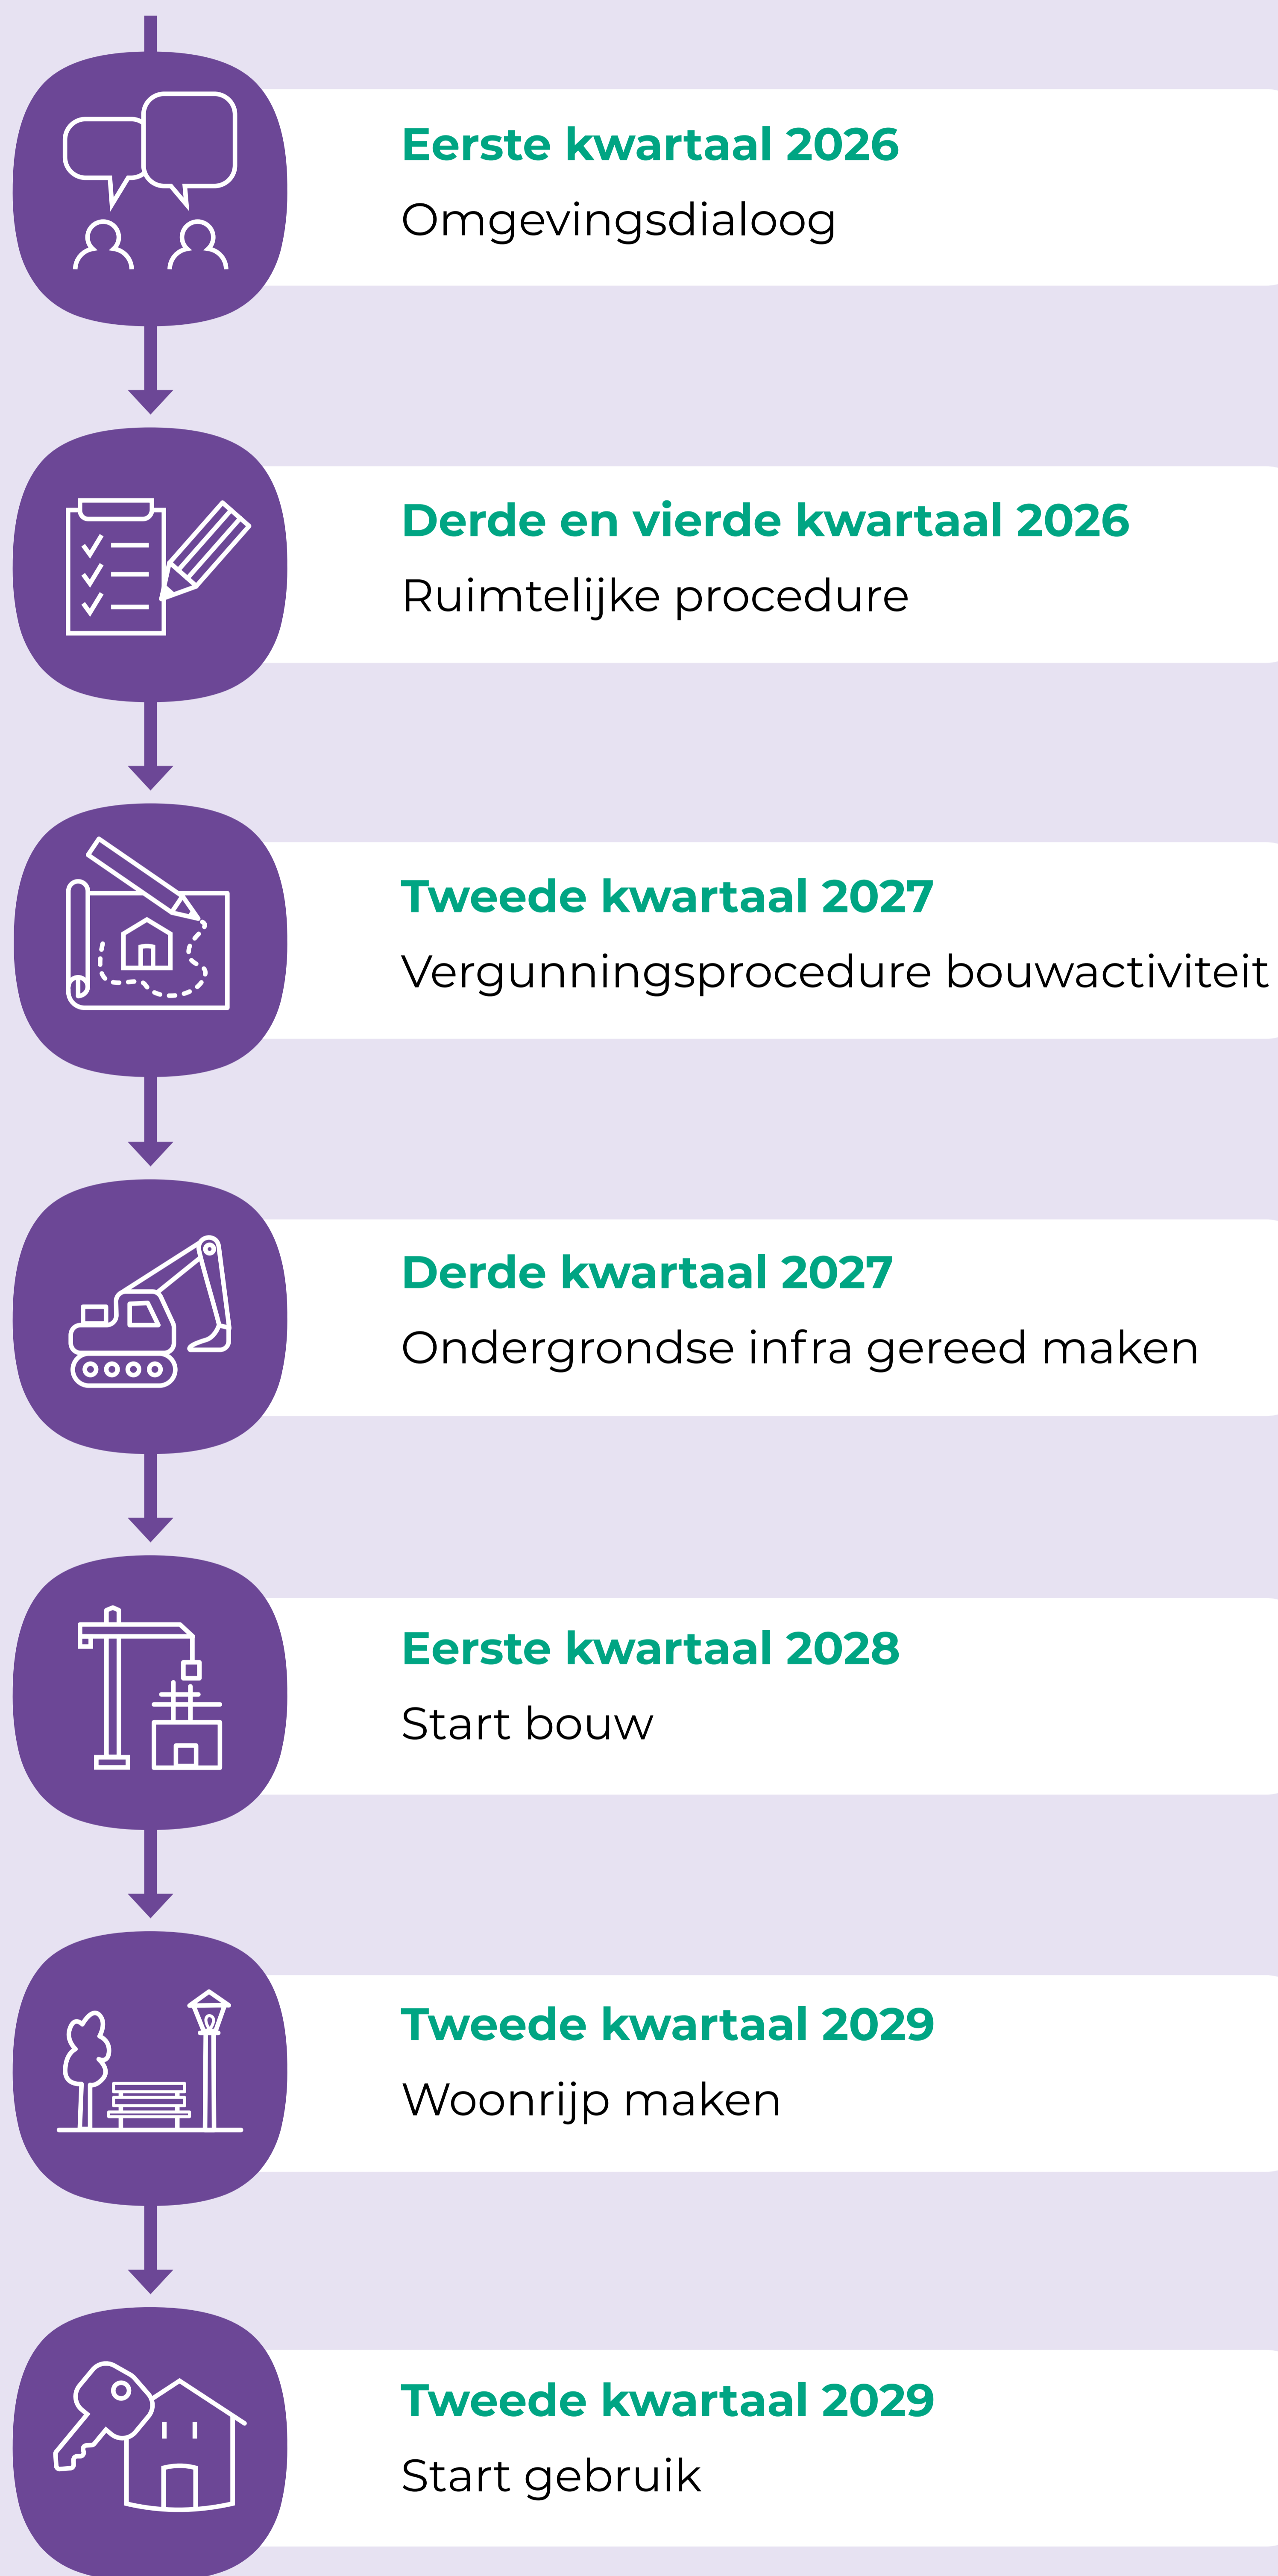 Eerste kwartaal 2026
Omgevingsdialoog
Derde en vierde kwartaal 2026
Ruimtelijke procedure
Tweede kwartaal 2027
Vergunningsprocedure bouwactiviteit
Derde kwartaal 2027
Ondergrondse infra gereed maken
Eerste kwartaal 2028
Start bouw
Tweede kwartaal 2029
Woonrijp maken
Tweede kwartaal 2029
Start gebruik